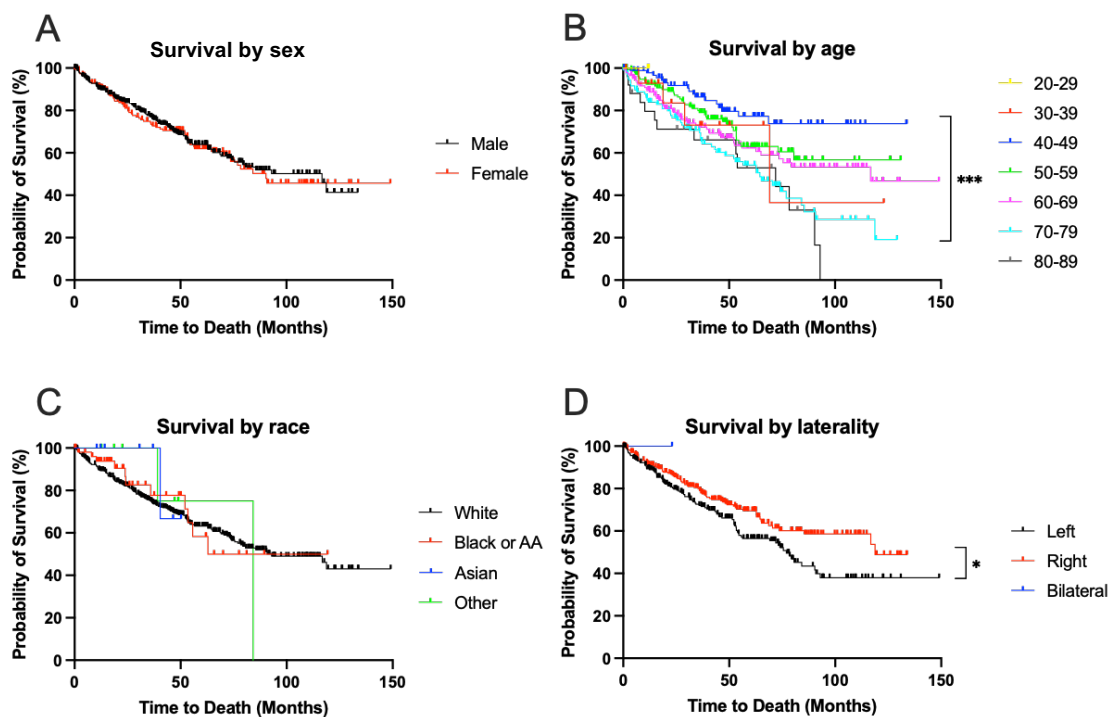 A
Survival by sex
Probability of Survival (%)
100
80
60
40
20
0
0
50
100
150
Time to Death (Months)
Male
Female
B
Survival by age
Probability of Survival (%)
100
80
60
40
20
0
0
50
100
150
Time to Death (Months)
***
20-29
30-39
40-49
50-59
60-69
70-79
80-89
C
Survival by race
Probability of Survival (%)
100
80
60
40
20
0
0
50
100
150
Time to Death (Months)
White
Black or AA
Asian
Other
D
Survival by laterality
Probability of Survival (%)
100
80
60
40
20
0
0
50
100
150
Time to Death (Months)
*
Left
Right
Bilateral